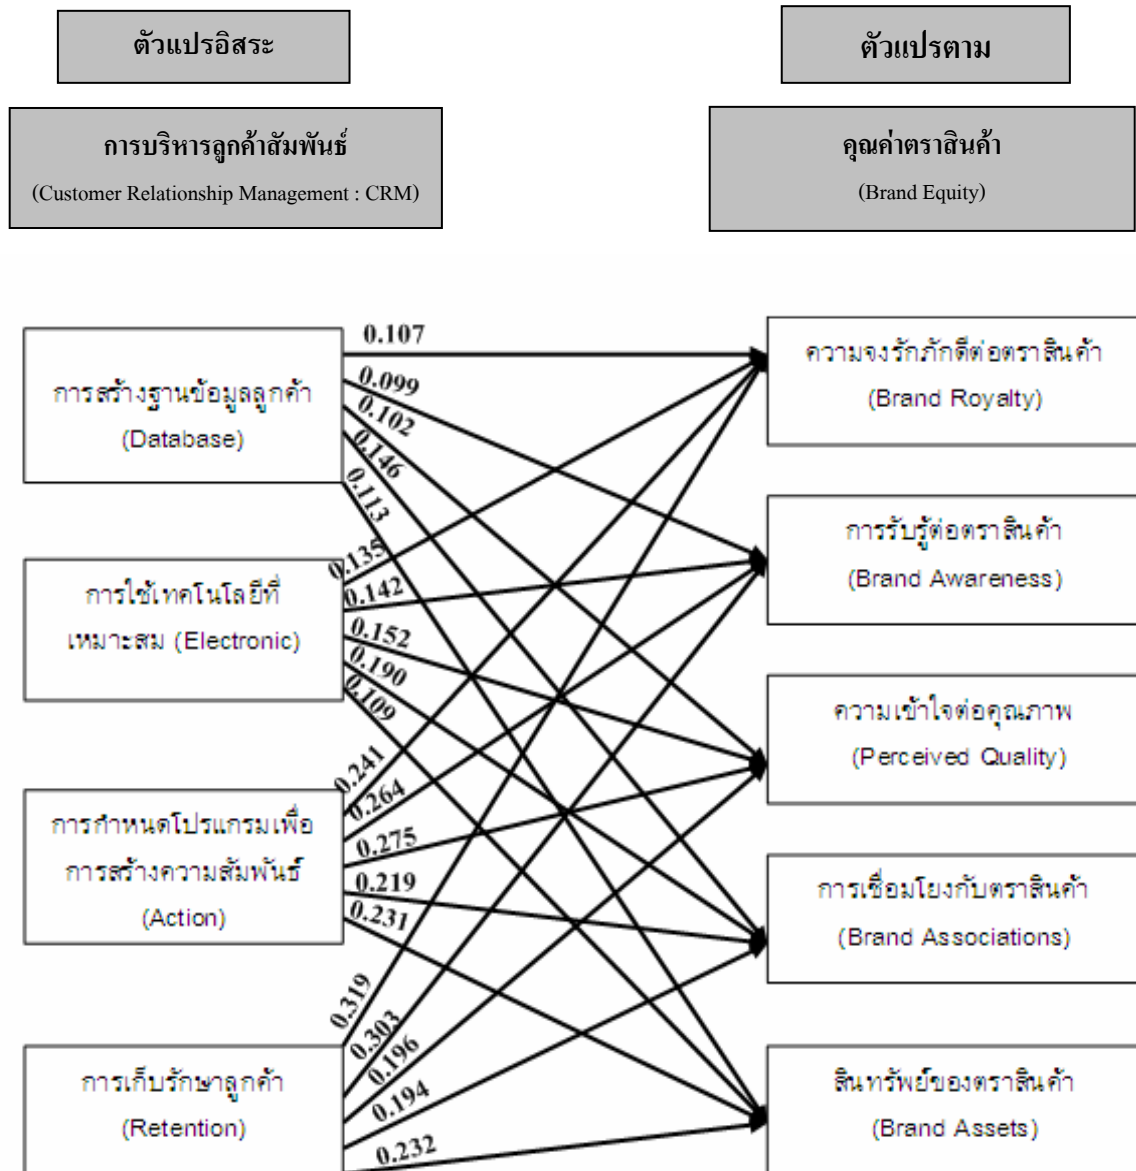 ตัวแปรอิสระ
ตัวแปรตาม
การบริหารลูกค้าสัมพันธ์
(Customer Relationship Management : CRM)
คุณค่าตราสินค้า
(Brand Equity)
การสร้างฐานข้อมูลลูกค้า
(Database)
0.107
0.099
0.102
0.146
0.113
ความจงรักภักดีต่อตราสินค้า
(Brand Royalty)
การใช้เทคโนโลยีที่
เหมาะสม (Electronic)
0.135
0.142
0.152
0.190
0.109
การรับรู้ต่อตราสินค้า
(Brand Awareness)
ความเข้าใจต่อคุณภาพ
(Perceived Quality)
การกำหนดโปรแกรมเพื่อ
การสร้างความสัมพันธ์
(Action)
0.241
0.264
0.275
0.219
0.231
การเชื่อมโยงกับตราสินค้า
(Brand Associations)
การเก็บรักษาลูกค้า
(Retention)
0.319
0.303
0.196
0.194
0.232
สินทรัพย์ของตราสินค้า
(Brand Assets)